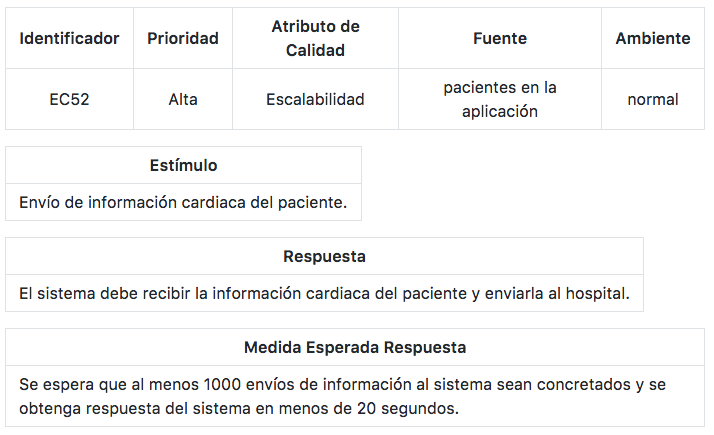 Identificador Prioridad Atributo de Calidad Fuente Ambiente
EC52 Alta Escalabilidad pacientes en la aplicación normal
Estímulo
Envío de información cardiaca del paciente.
Respuesta
El sistema debe recibir la información cardiaca del paciente y enviarla al hospital.
Medida Esperada Respuesta
Se espera que al menos 1000 envíos de información al sistema sean concretados y se
obtenga respuesta del sistema en menos de 20 segundos.